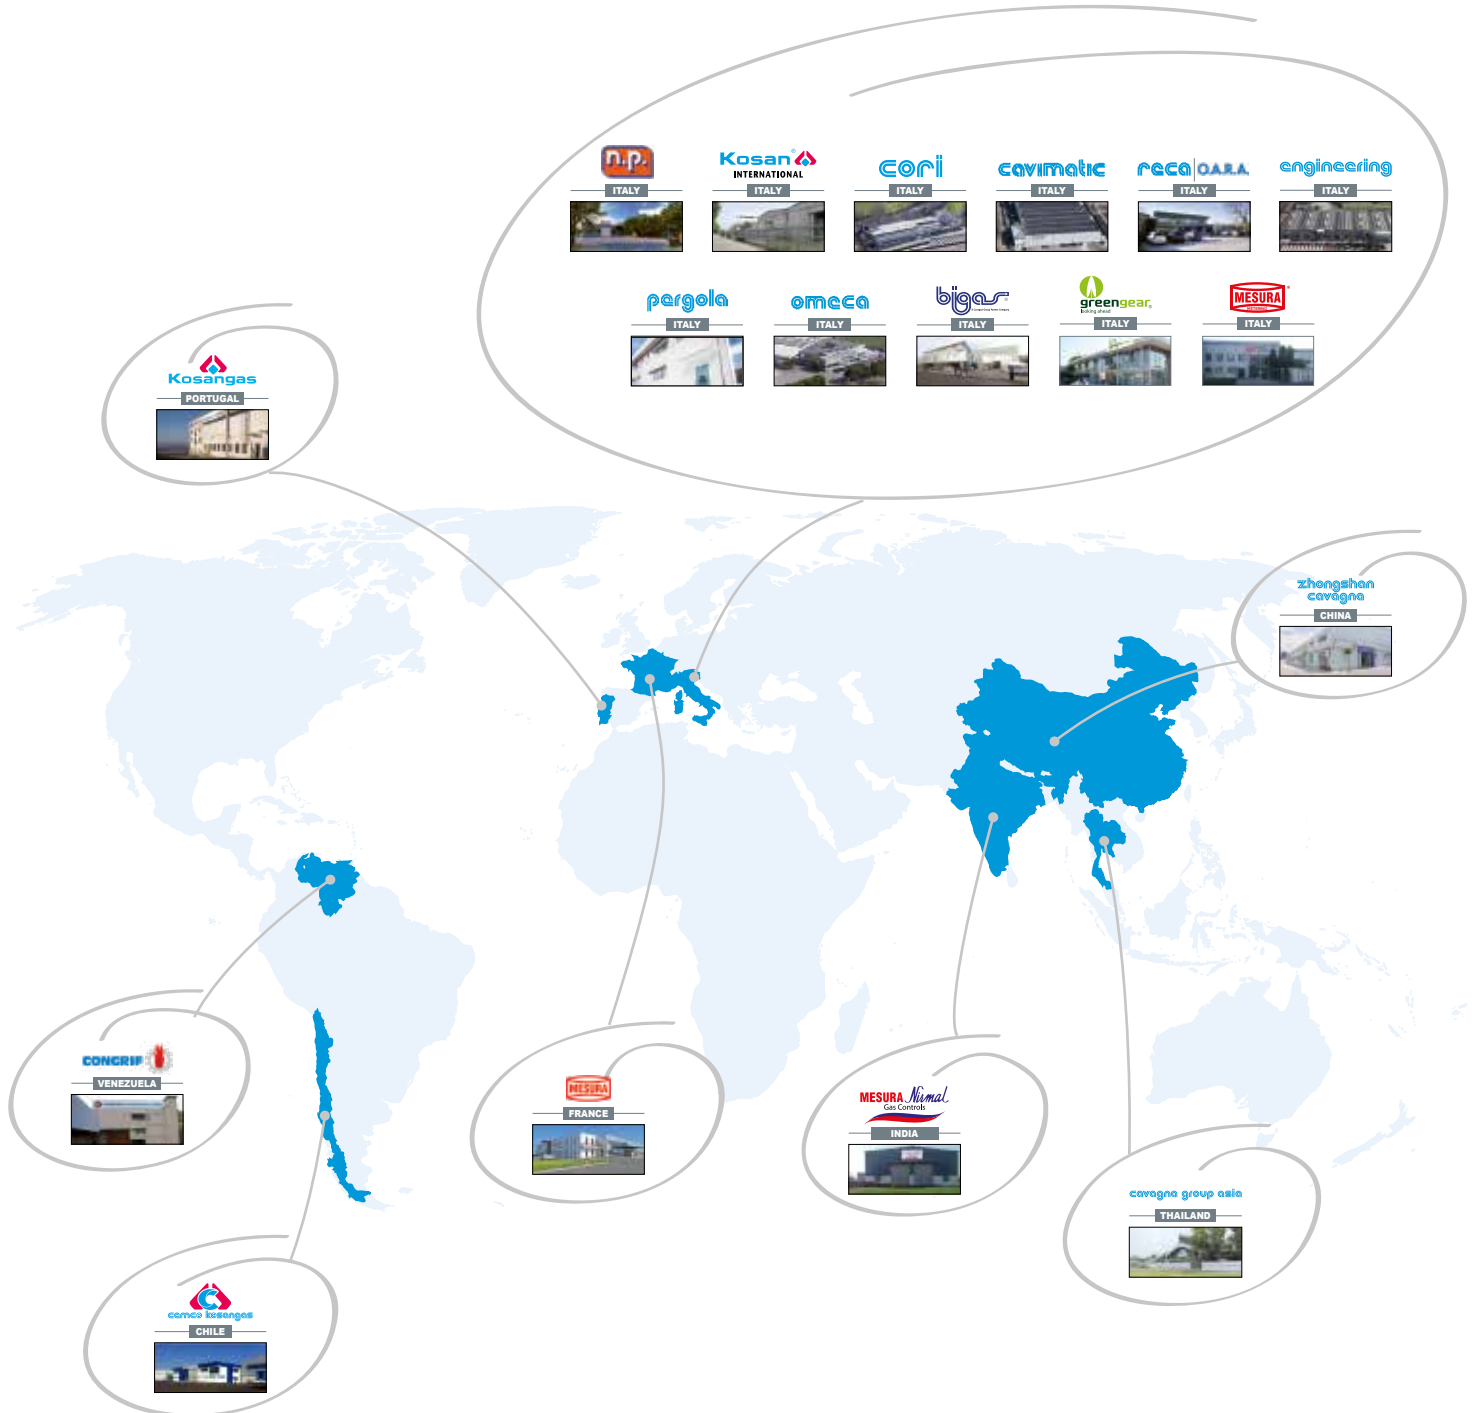 n.p.
ITALY
Kosan®
INTERNATIONAL
ITALY
cori
ITALY
cavimatic
ITALY
reca O.A.R.A.
ITALY
engineering
ITALY
pergola
ITALY
omeca
ITALY
bigas®
ITALY
greengear®
looking ahead
ITALY
MESURA®
ITALY
Kosangas
PORTUGAL
zhongshan
cavagna
CHINA
CONGRIF
VENEZUELA
MESURA
FRANCE
MESURA Nirmal
Gas Controls
INDIA
cavagna group asia
THAILAND
C
cemco kosangas
CHILE